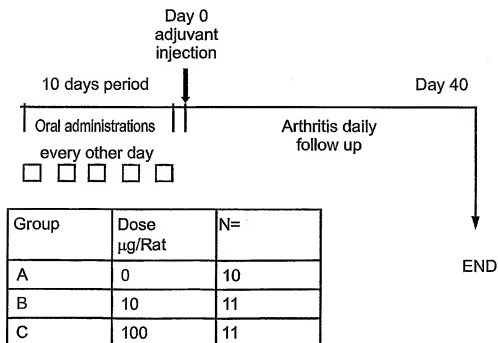 Day 0
adjuvant
injection
10 days period
Day 40
Oral administrations
Arthritis daily
follow up
every other day
END
Group Dose μg/Rat N=
A 0 10
B 10 11
C 100 11